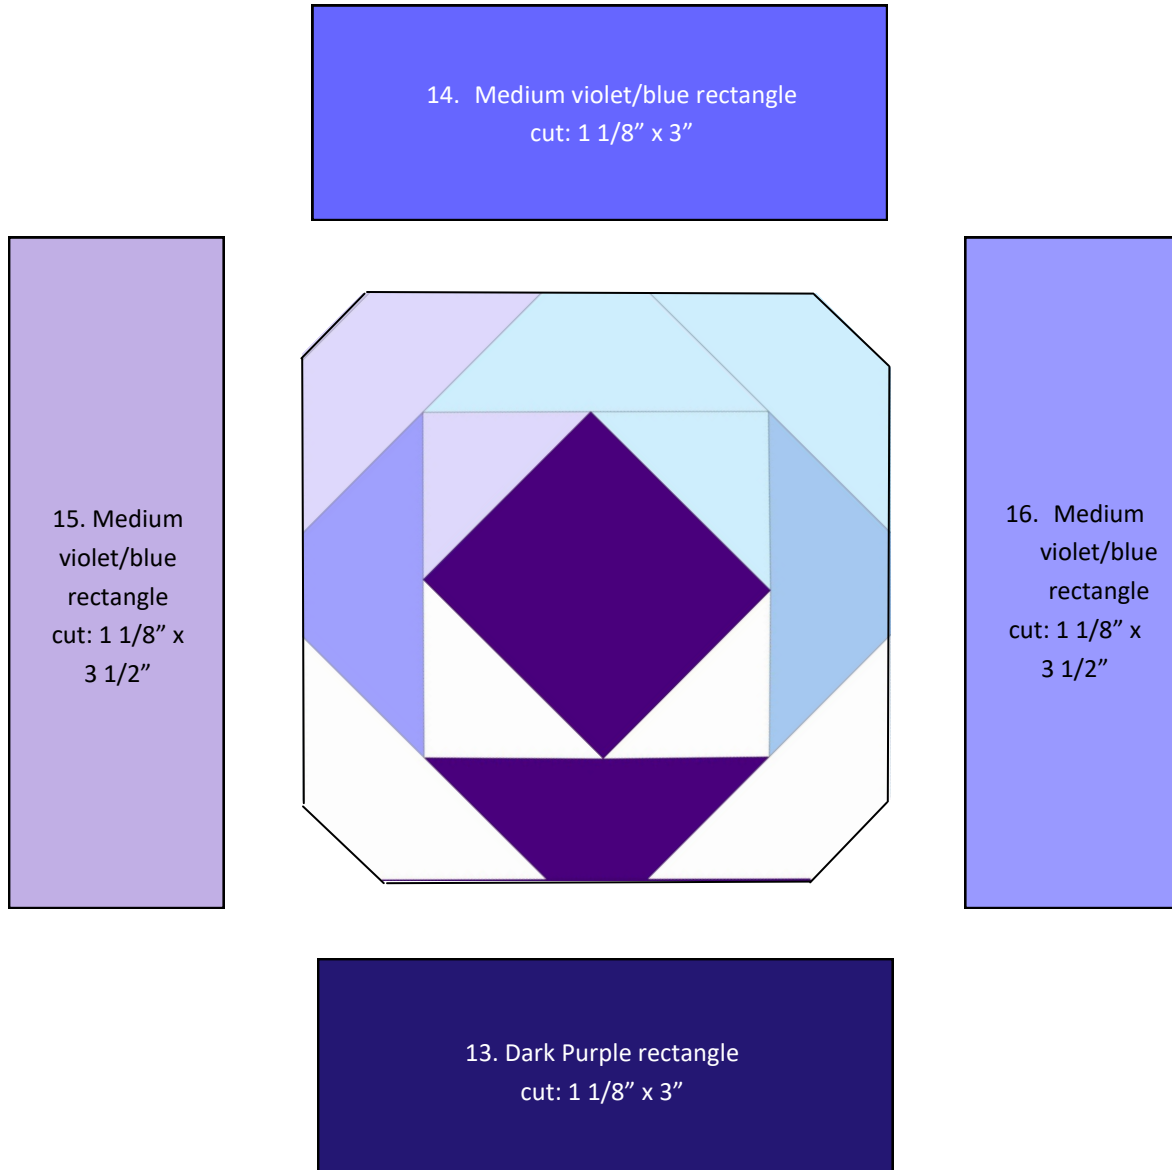 14. Medium violet/blue rectangle
cut: 1 1/8” x 3”
15. Medium
violet/blue
rectangle
cut: 1 1/8” x
3 1/2”
16. Medium
violet/blue
rectangle
cut: 1 1/8” x
3 1/2”
13. Dark Purple rectangle
cut: 1 1/8” x 3”